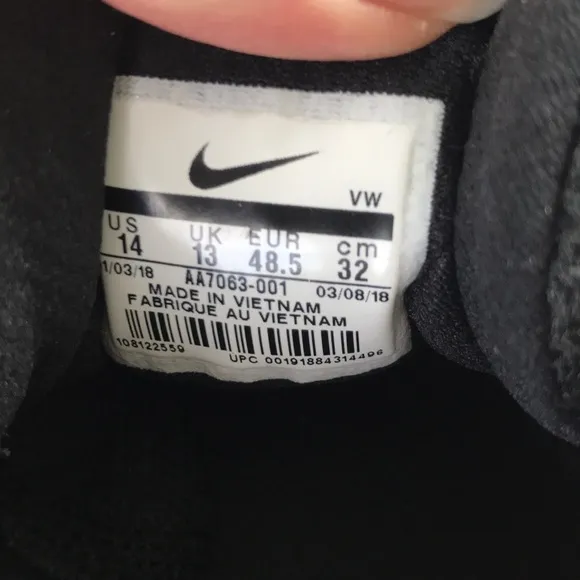 VW
US UK EUR cm
14 13 48.5 32
1/03/18 AA7063-001 03/08/18
MADE IN VIETNAM
FABRIQUE AU VIETNAM
108122559 UPC 00191884314496